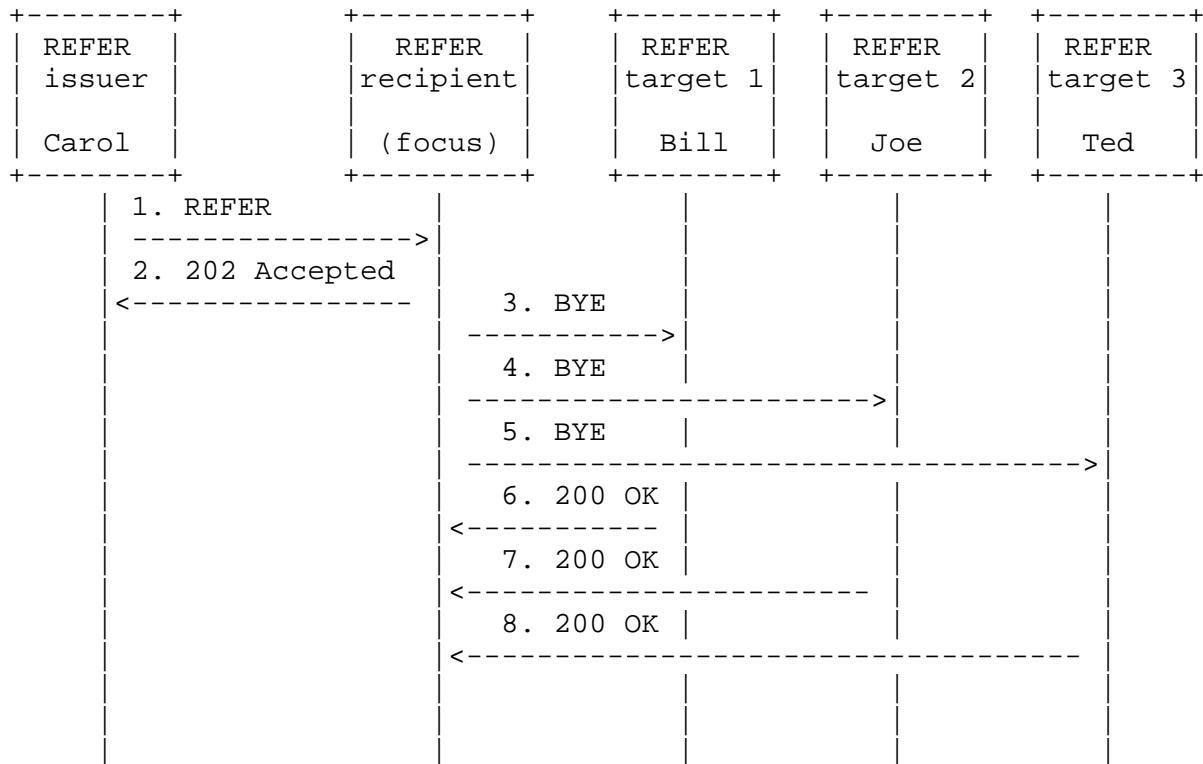 REFER REFER REFER REFER REFER
issuer recipient target 1 target 2 target 3
Carol (focus) Bill Joe Ted
1. REFER
2. 202 Accepted
3. BYE
4. BYE
5. BYE
6. 200 OK
7. 200 OK
8. 200 OK